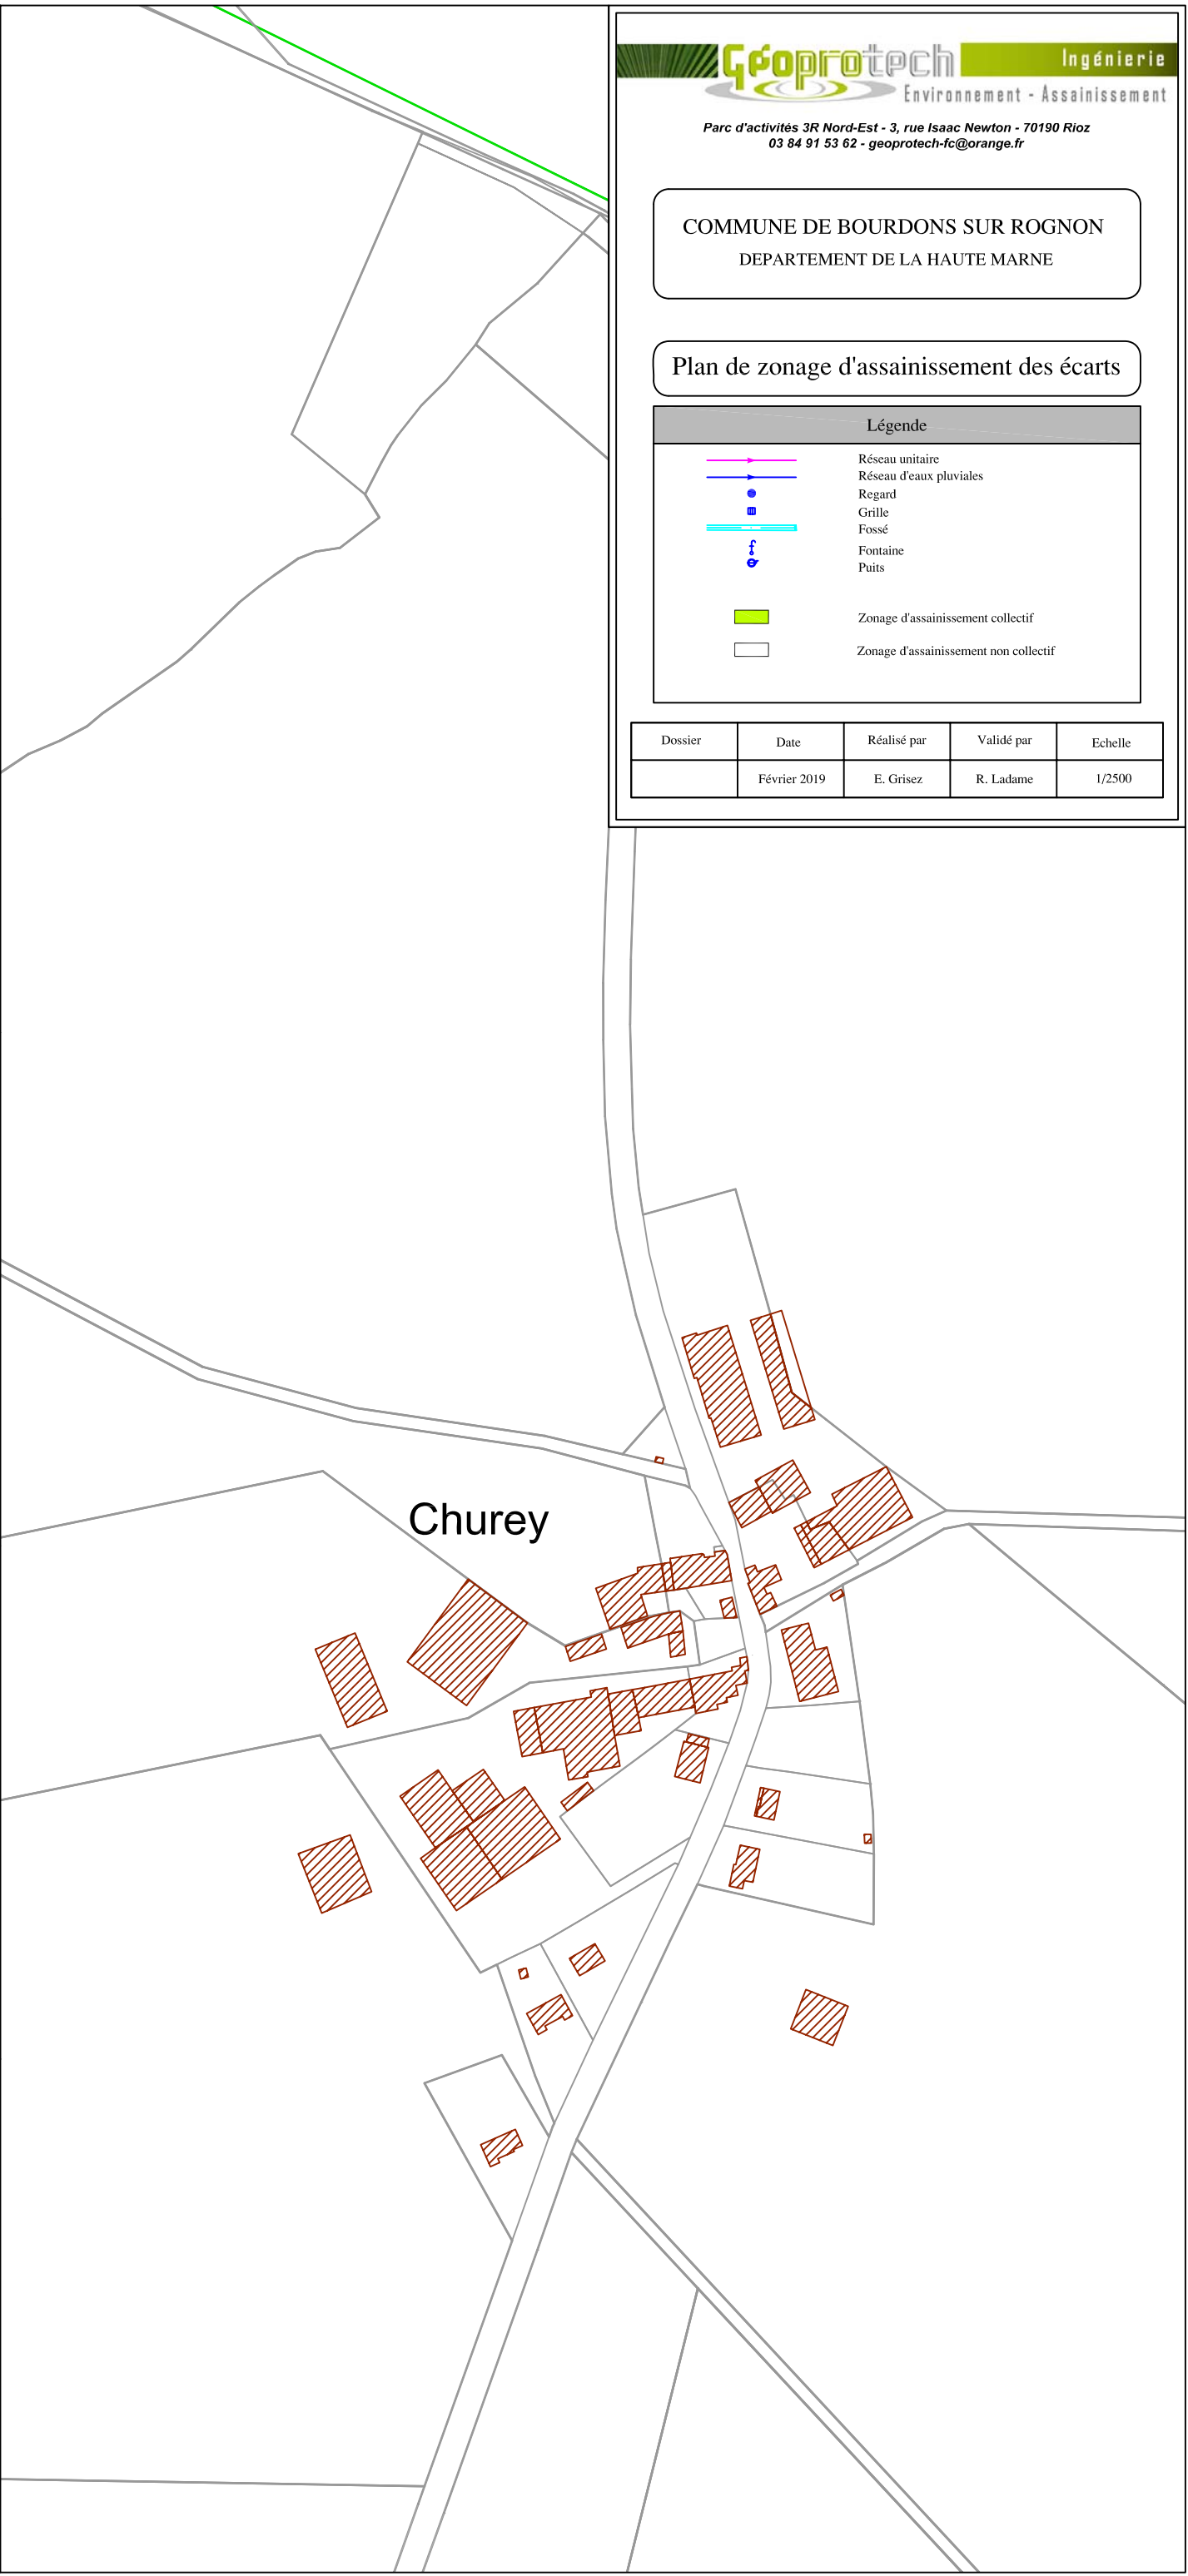 Géoprotech Ingénierie
Environnement - Assainissement
Parc d'activités 3R Nord-Est - 3, rue Isaac Newton - 70190 Rioz
03 84 91 53 62 - geoprotech-fc@orange.fr
COMMUNE DE BOURDONS SUR ROGNON
DEPARTEMENT DE LA HAUTE MARNE
Plan de zonage d'assainissement des écarts
Légende
Réseau unitaire
Réseau d'eaux pluviales
Regard
Grille
Fossé
Fontaine
Puits
Zonage d'assainissement collectif
Zonage d'assainissement non collectif
Dossier Date Réalisé par Validé par Echelle
Février 2019 E. Grisez R. Ladame 1/2500
Churey